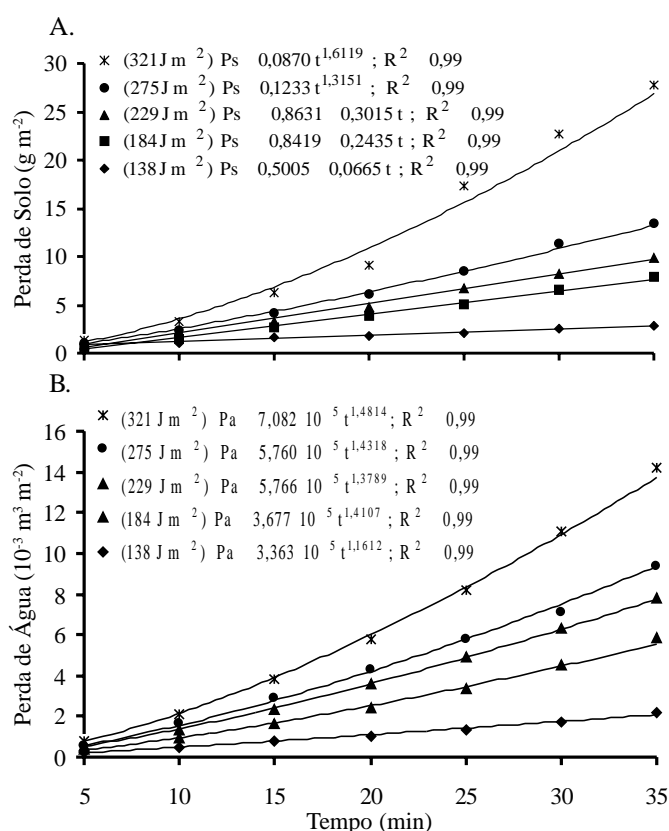 A.
Perda de Solo (g m-2)
30
25
20
15
10
5
0
(321J m 2) Ps 0,0870 t1,6119 ; R2 0,99
(275J m 2) Ps 0,1233 t1,3151 ; R2 0,99
(229J m 2) Ps 0,8631 0,3015 t ; R2 0,99
(184J m 2) Ps 0,8419 0,2435 t ; R2 0,99
(138J m 2) Ps 0,5005 0,0665 t ; R2 0,99
B.
Perda de Água (10-3 m3 m-2)
16
14
12
10
8
6
4
2
0
(321 J m 2) Pa 7,082 10 5 t1,4814 ; R2 0,99
(275 J m 2) Pa 5,760 10 5 t1,4318 ; R2 0,99
(229 J m 2) Pa 5,766 10 5 t1,3789 ; R2 0,99
(184 J m 2) Pa 3,677 10 5 t1,4107 ; R2 0,99
(138 J m 2) Pa 3,363 10 5 t1,1612 ; R2 0,99
5 10 15 20 25 30 35
Tempo (min)